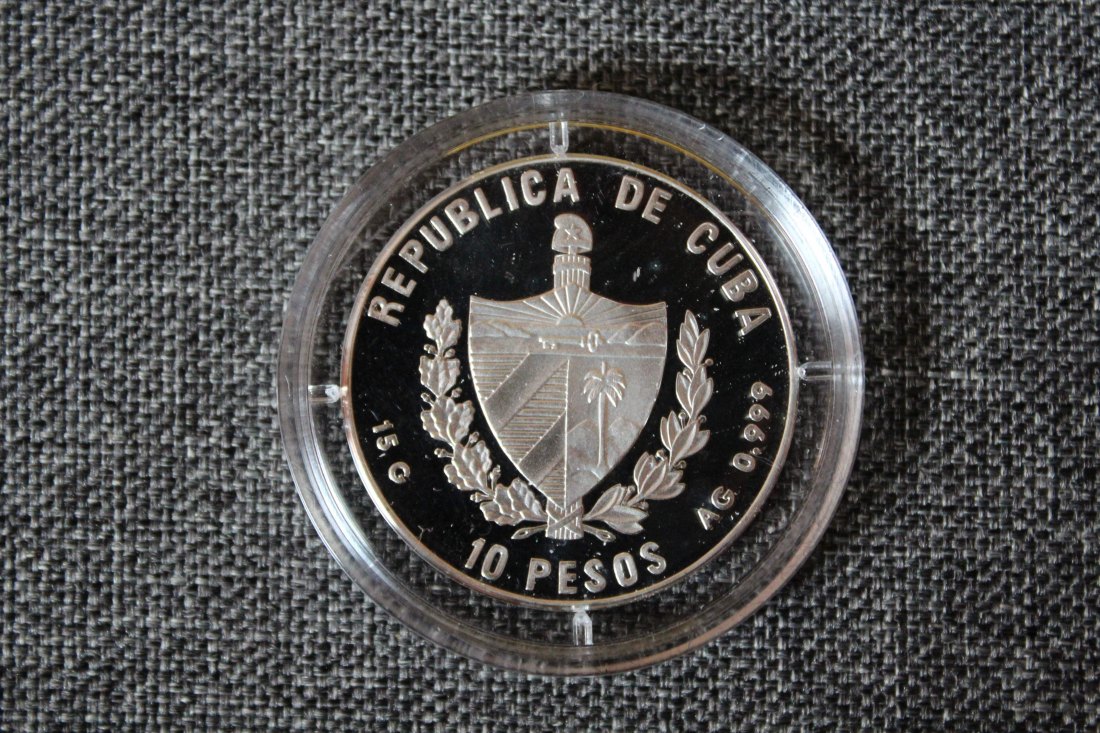 REPUBLICA DE CUBA
15 G
AG 0,999
10 PESOS